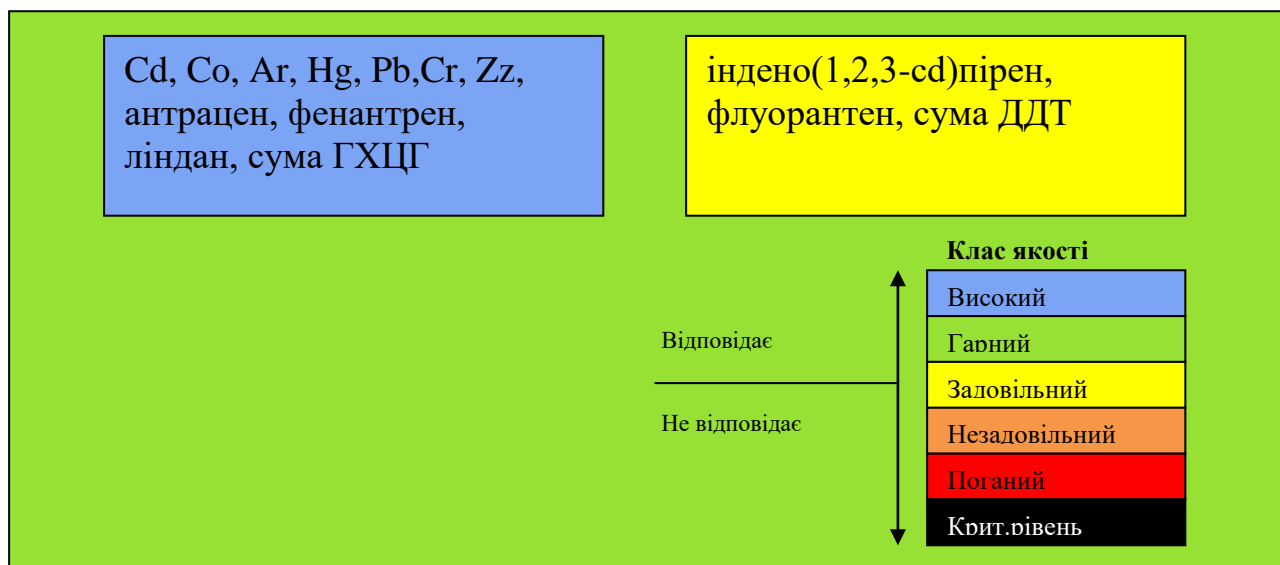 Cd, Co, Ar, Hg, Pb,Cr, Zz,
антрацен, фенантрен,
ліндан, сума ГХЦГ
індено(1,2,3-cd)пірен,
флуорантен, сума ДДТ
Клас якості
Високий
Гарний
Задовільний
Незадовільний
Поганий
Крит.рівень
Відповідає
Не відповідає